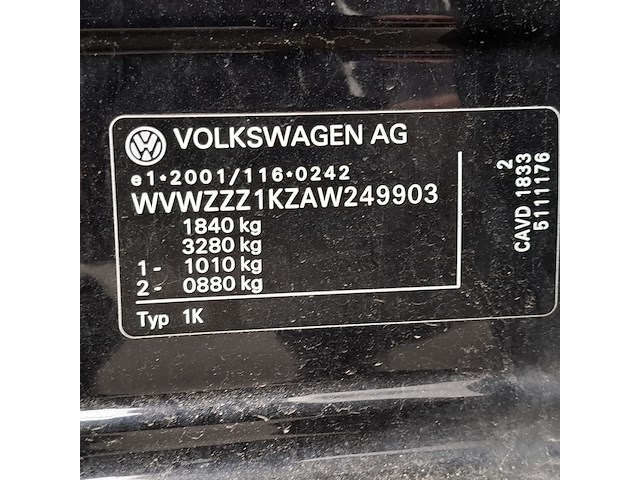 VOLKSWAGEN AG
e1*2001/116*0242
WVWZZZ1KZAW249903
1840 kg
3280 kg
1- 1010 kg
2- 0880 kg
Typ 1K
2
CAVD 1833
5111176